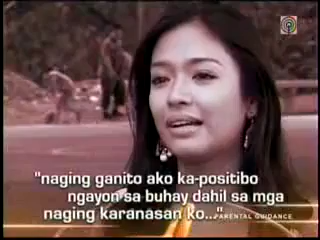 "naging ganito ako ka-positibo
ngayon sa buhay dahil sa mga
naging karanasan ko..."
PARENTAL GUIDANCE